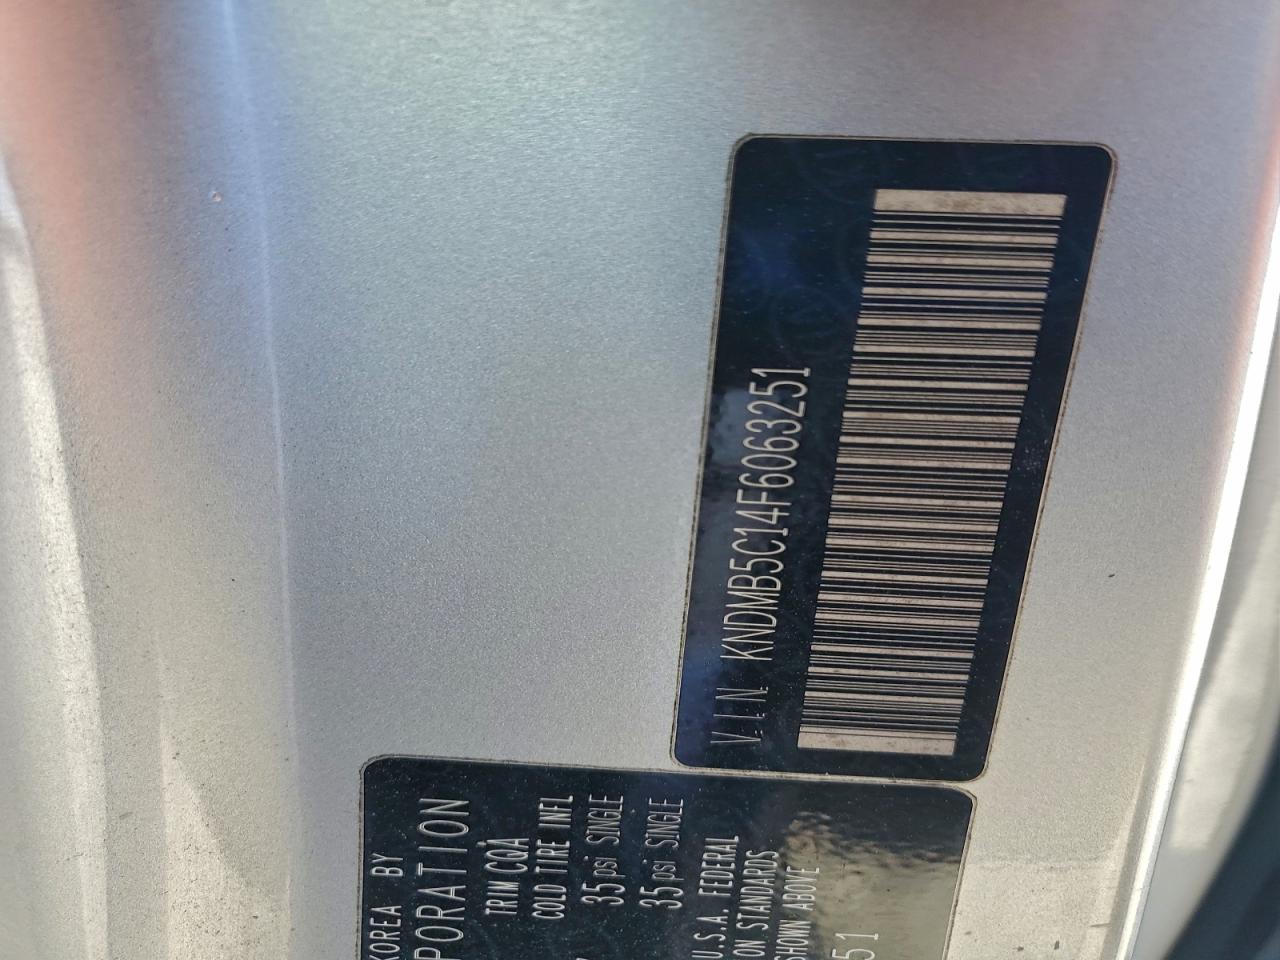 V.I.N. KNDMB5C14F6063251
KOREA BY
PORATION
TRIM CQA
COLD TIRE INFL
35 psi SINGLE
35 psi SINGLE
U.S.A. FEDERAL
ON STANDARDS
SHOWN ABOVE
51